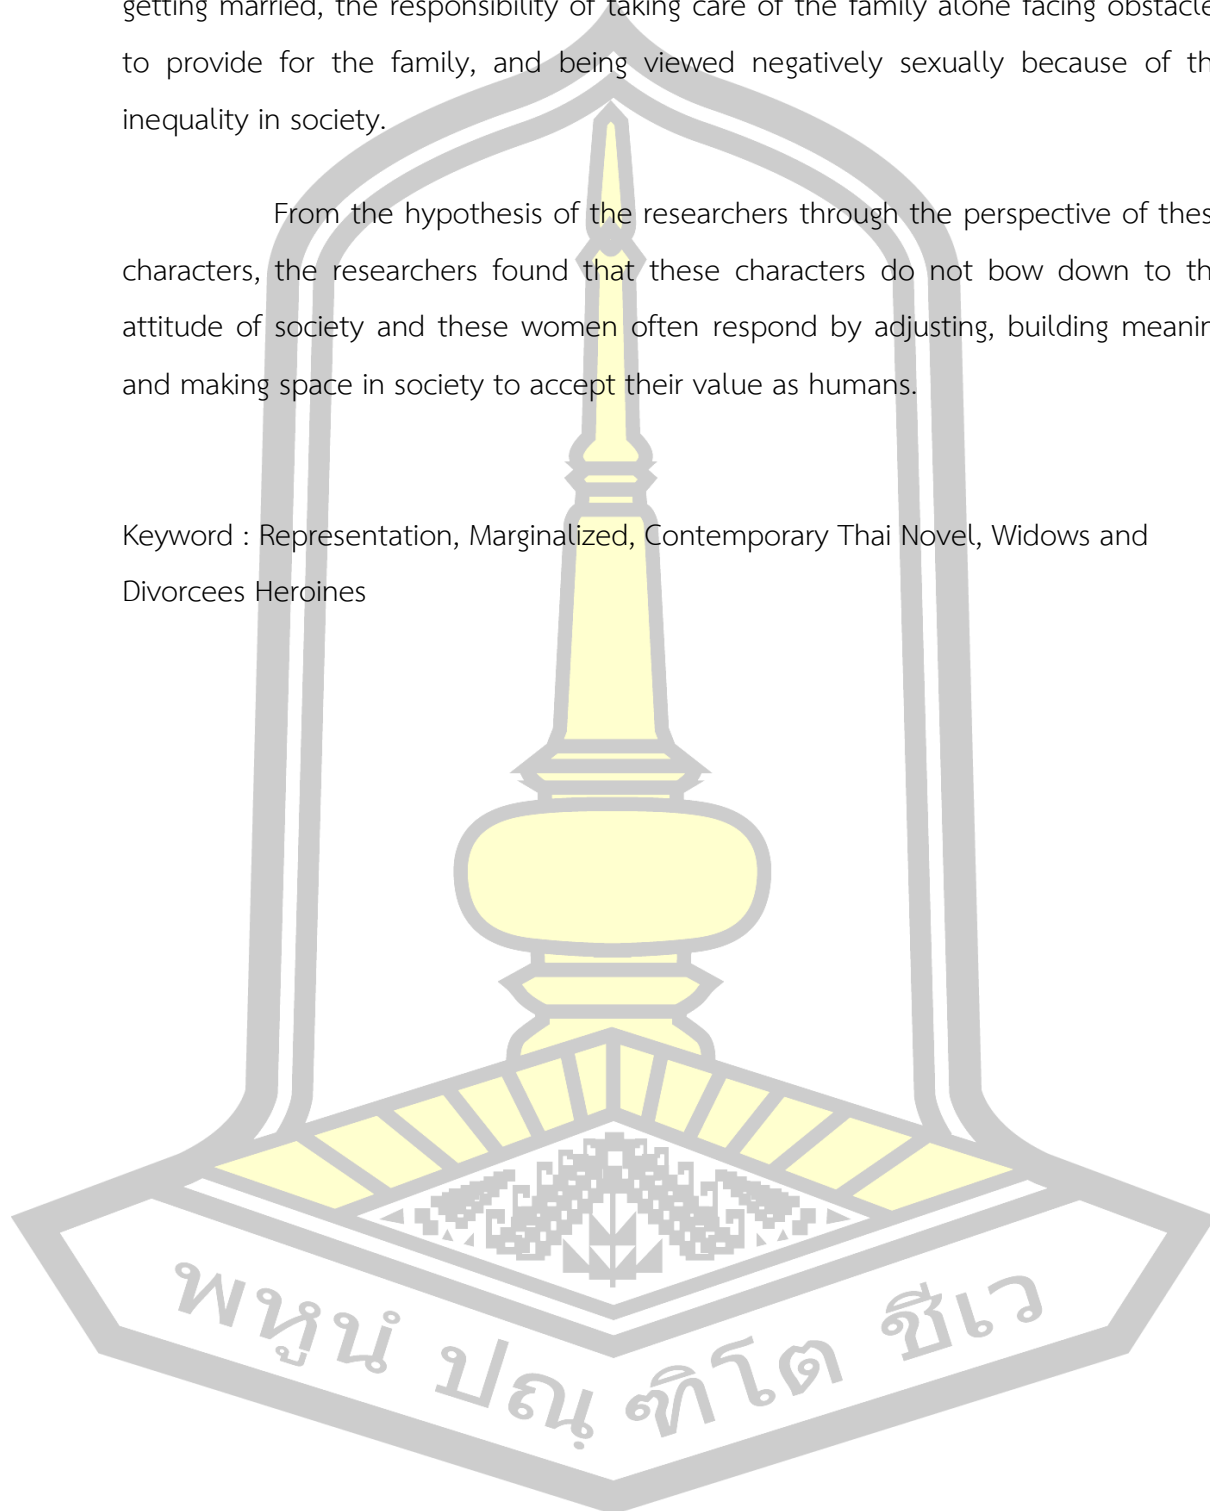 getting married, the responsibility of taking care of the family alone facing obstacle
to provide for the family, and being viewed negatively sexually because of th
inequality in society.
From the hypothesis of the researchers through the perspective of thes
characters, the researchers found that these characters do not bow down to th
attitude of society and these women often respond by adjusting, building meanin
and making space in society to accept their value as humans.
Keyword : Representation, Marginalized, Contemporary Thai Novel, Widows and
Divorcees Heroines
พหูนํ ปณฺ ฑิโต ชีเว